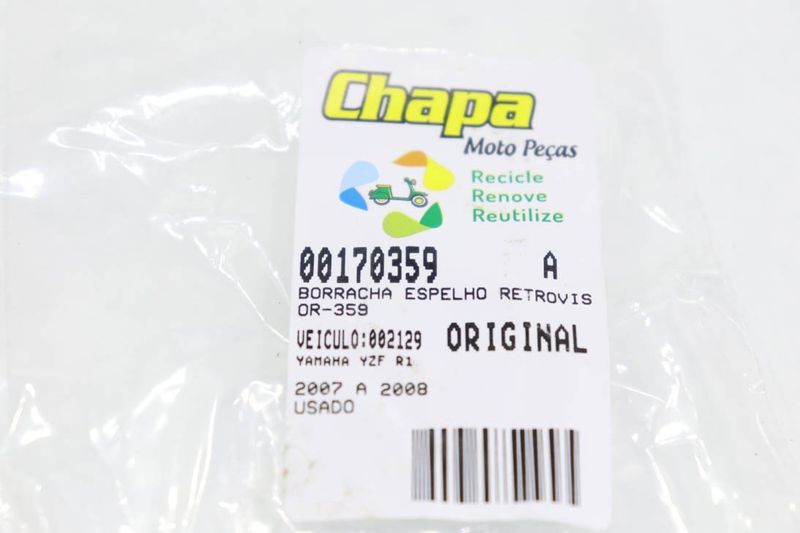 Chapa
Moto Peças
Recicle
Renove
Reutilize
00170359 A
BORRACHA ESPELHO RETROVIS
OR-359
VEICULO:002129 ORIGINAL
YAMAHA YZF R1
2007 A 2008
USADO